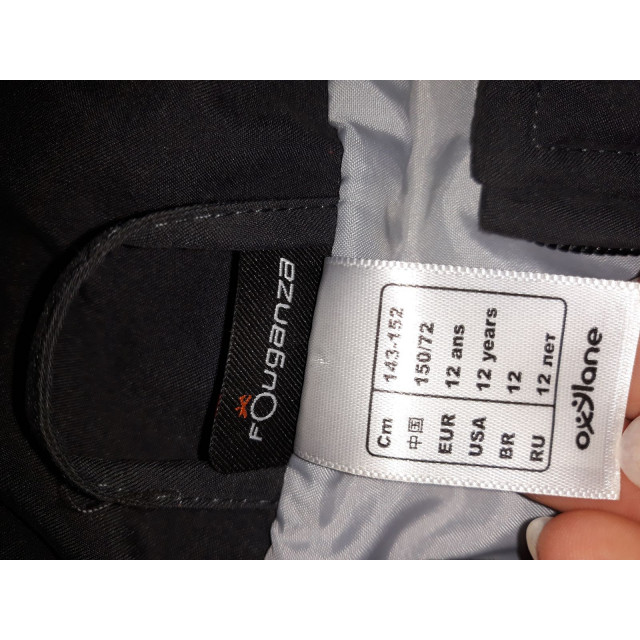 FOuganza
Cm 143-152
中国 150/72
EUR 12 ans
USA 12 years
BR 12
RU 12 лет
oxylane